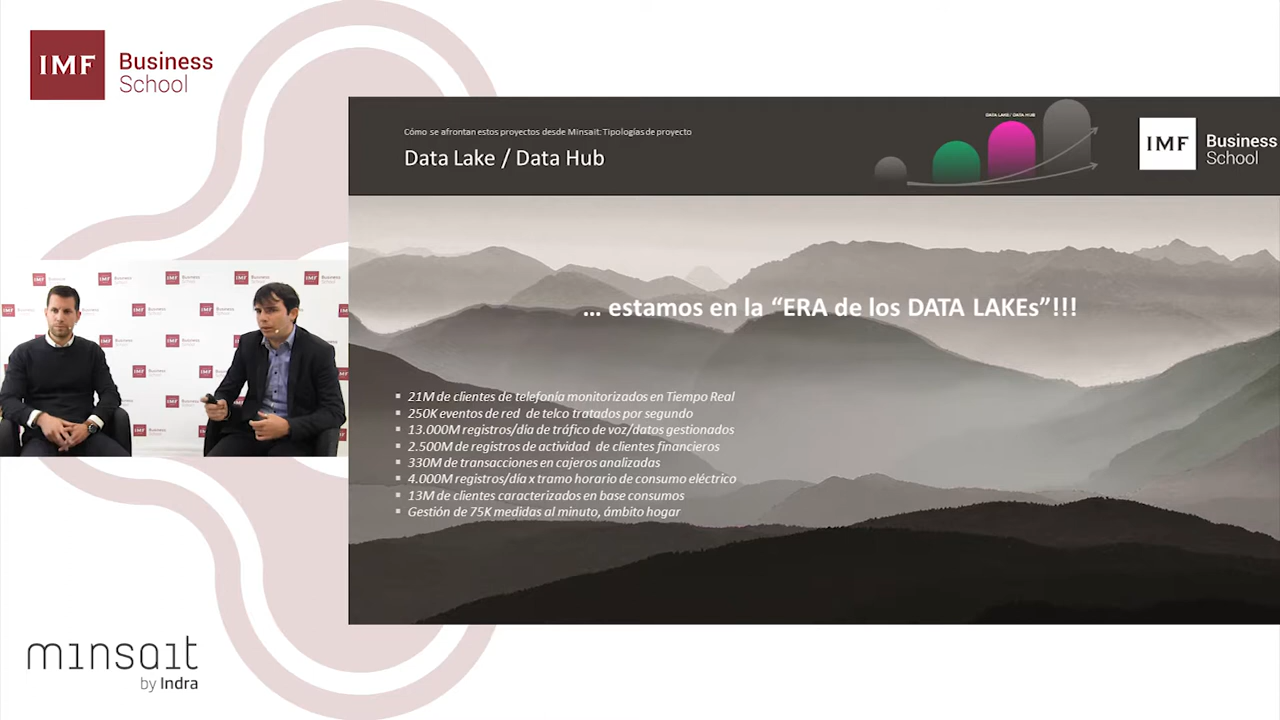 IMF Business School
Cómo se afrontan estos proyectos desde Minsait: Tipologías de proyecto
Data Lake / Data Hub
DATA LAKE / DATA HUB
IMF Business School
… estamos en la “ERA de los DATA LAKEs”!!!
21M de clientes de telefonía monitorizados en Tiempo Real
250K eventos de red de telco tratados por segundo
13.000M registros/día de tráfico de voz/datos gestionados
2.500M de registros de actividad de clientes financieros
330M de transacciones en cajeros analizadas
4.000M registros/día x tramo horario de consumo eléctrico
13M de clientes caracterizados en base consumos
Gestión de 75K medidas al minuto, ámbito hogar
minsait
by Indra